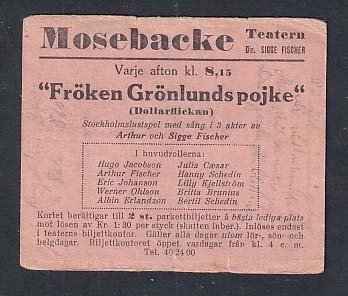 Mosebacke Teatern
Dir. SIGGE FISCHER
Varje afton kl. 8,15
"Fröken Grönlunds pojke"
(Dollarflickan)
Stockholmslustspel med sång i 3 akter av
Arthur och Sigge Fischer
I huvudrollerna:
Hugo Jacobson Julia Cæsar
Arthur Fischer Hanny Schedin
Eric Johanson Lilly Kjellström
Werner Ohlson Britta Brunius
Albin Erlandzon Bertil Schedin
Kortet berättigar till 2 st. parkettbiljetter å bästa lediga plats
mot lösen av Kr. 1:30 per styck (skatten inber.). Inlöses endast
i teaterns biljettkontor. Gäller alla dagar utom lör-, sön- och
helgdagar. Biljettkontoret öppet vardagar från kl. 4 e. m.
Tel. 40 24 00